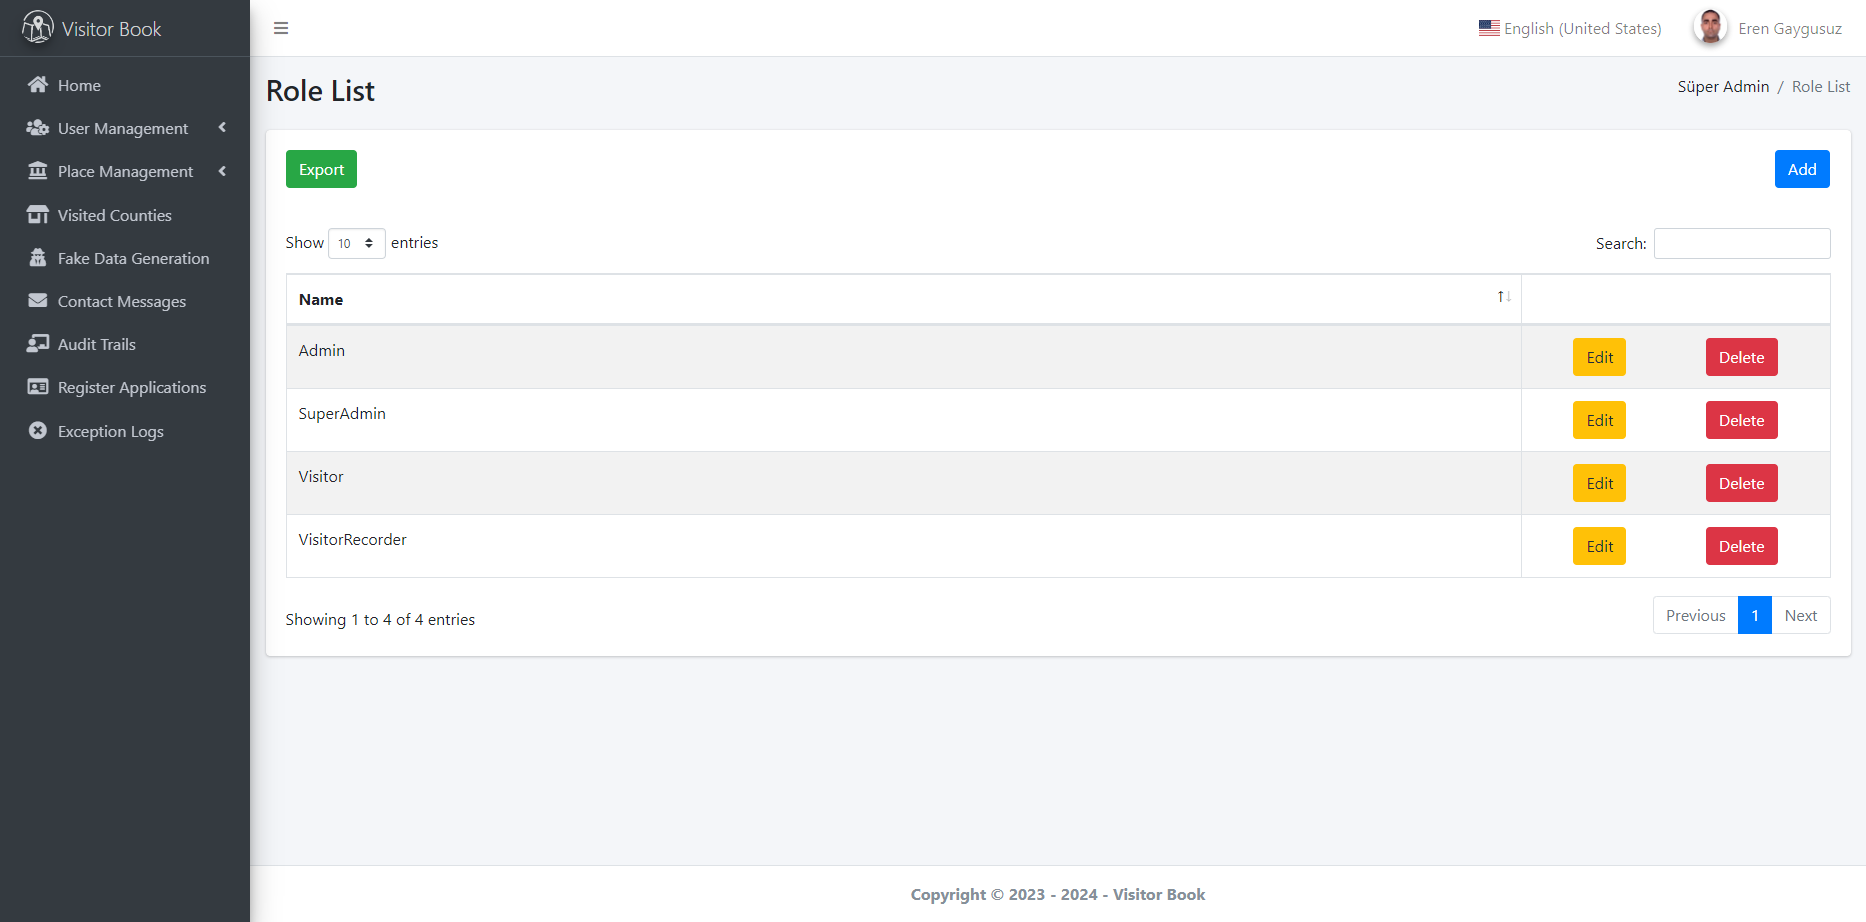 Visitor Book
English (United States)
Eren Gaygusuz
Home
User Management
Place Management
Visited Counties
Fake Data Generation
Contact Messages
Audit Trails
Register Applications
Exception Logs
Role List
Süper Admin / Role List
Export
Add
Show 10 entries
Search:
Name
Admin Edit Delete
SuperAdmin Edit Delete
Visitor Edit Delete
VisitorRecorder Edit Delete
Showing 1 to 4 of 4 entries
Previous 1 Next
Copyright © 2023 - 2024 - Visitor Book